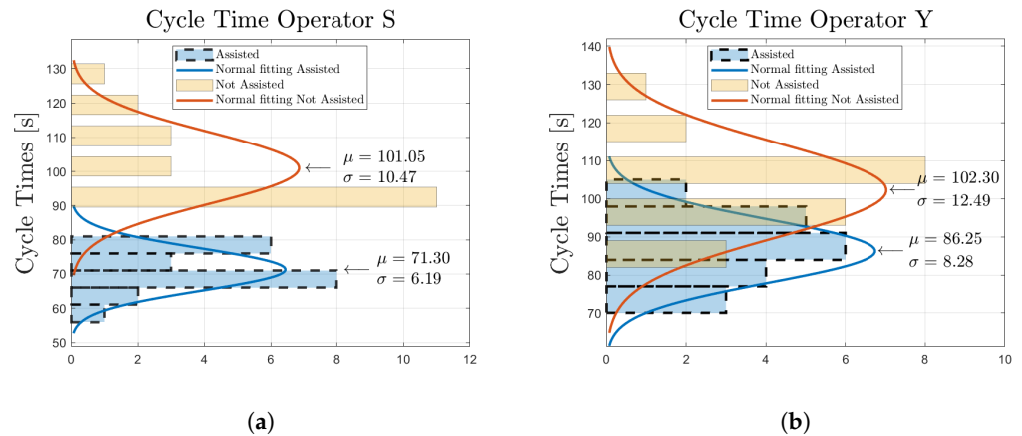 Cycle Time Operator S
Cycle Times [s]
130
120
110
100
90
80
70
60
50
0 2 4 6 8 10 12
Assisted
Normal fitting Assisted
Not Assisted
Normal fitting Not Assisted
μ = 101.05
σ = 10.47
μ = 71.30
σ = 6.19
(a)
Cycle Time Operator Y
Cycle Times [s]
140
130
120
110
100
90
80
70
0 2 4 6 8 10
Assisted
Normal fitting Assisted
Not Assisted
Normal fitting Not Assisted
μ = 102.30
σ = 12.49
μ = 86.25
σ = 8.28
(b)